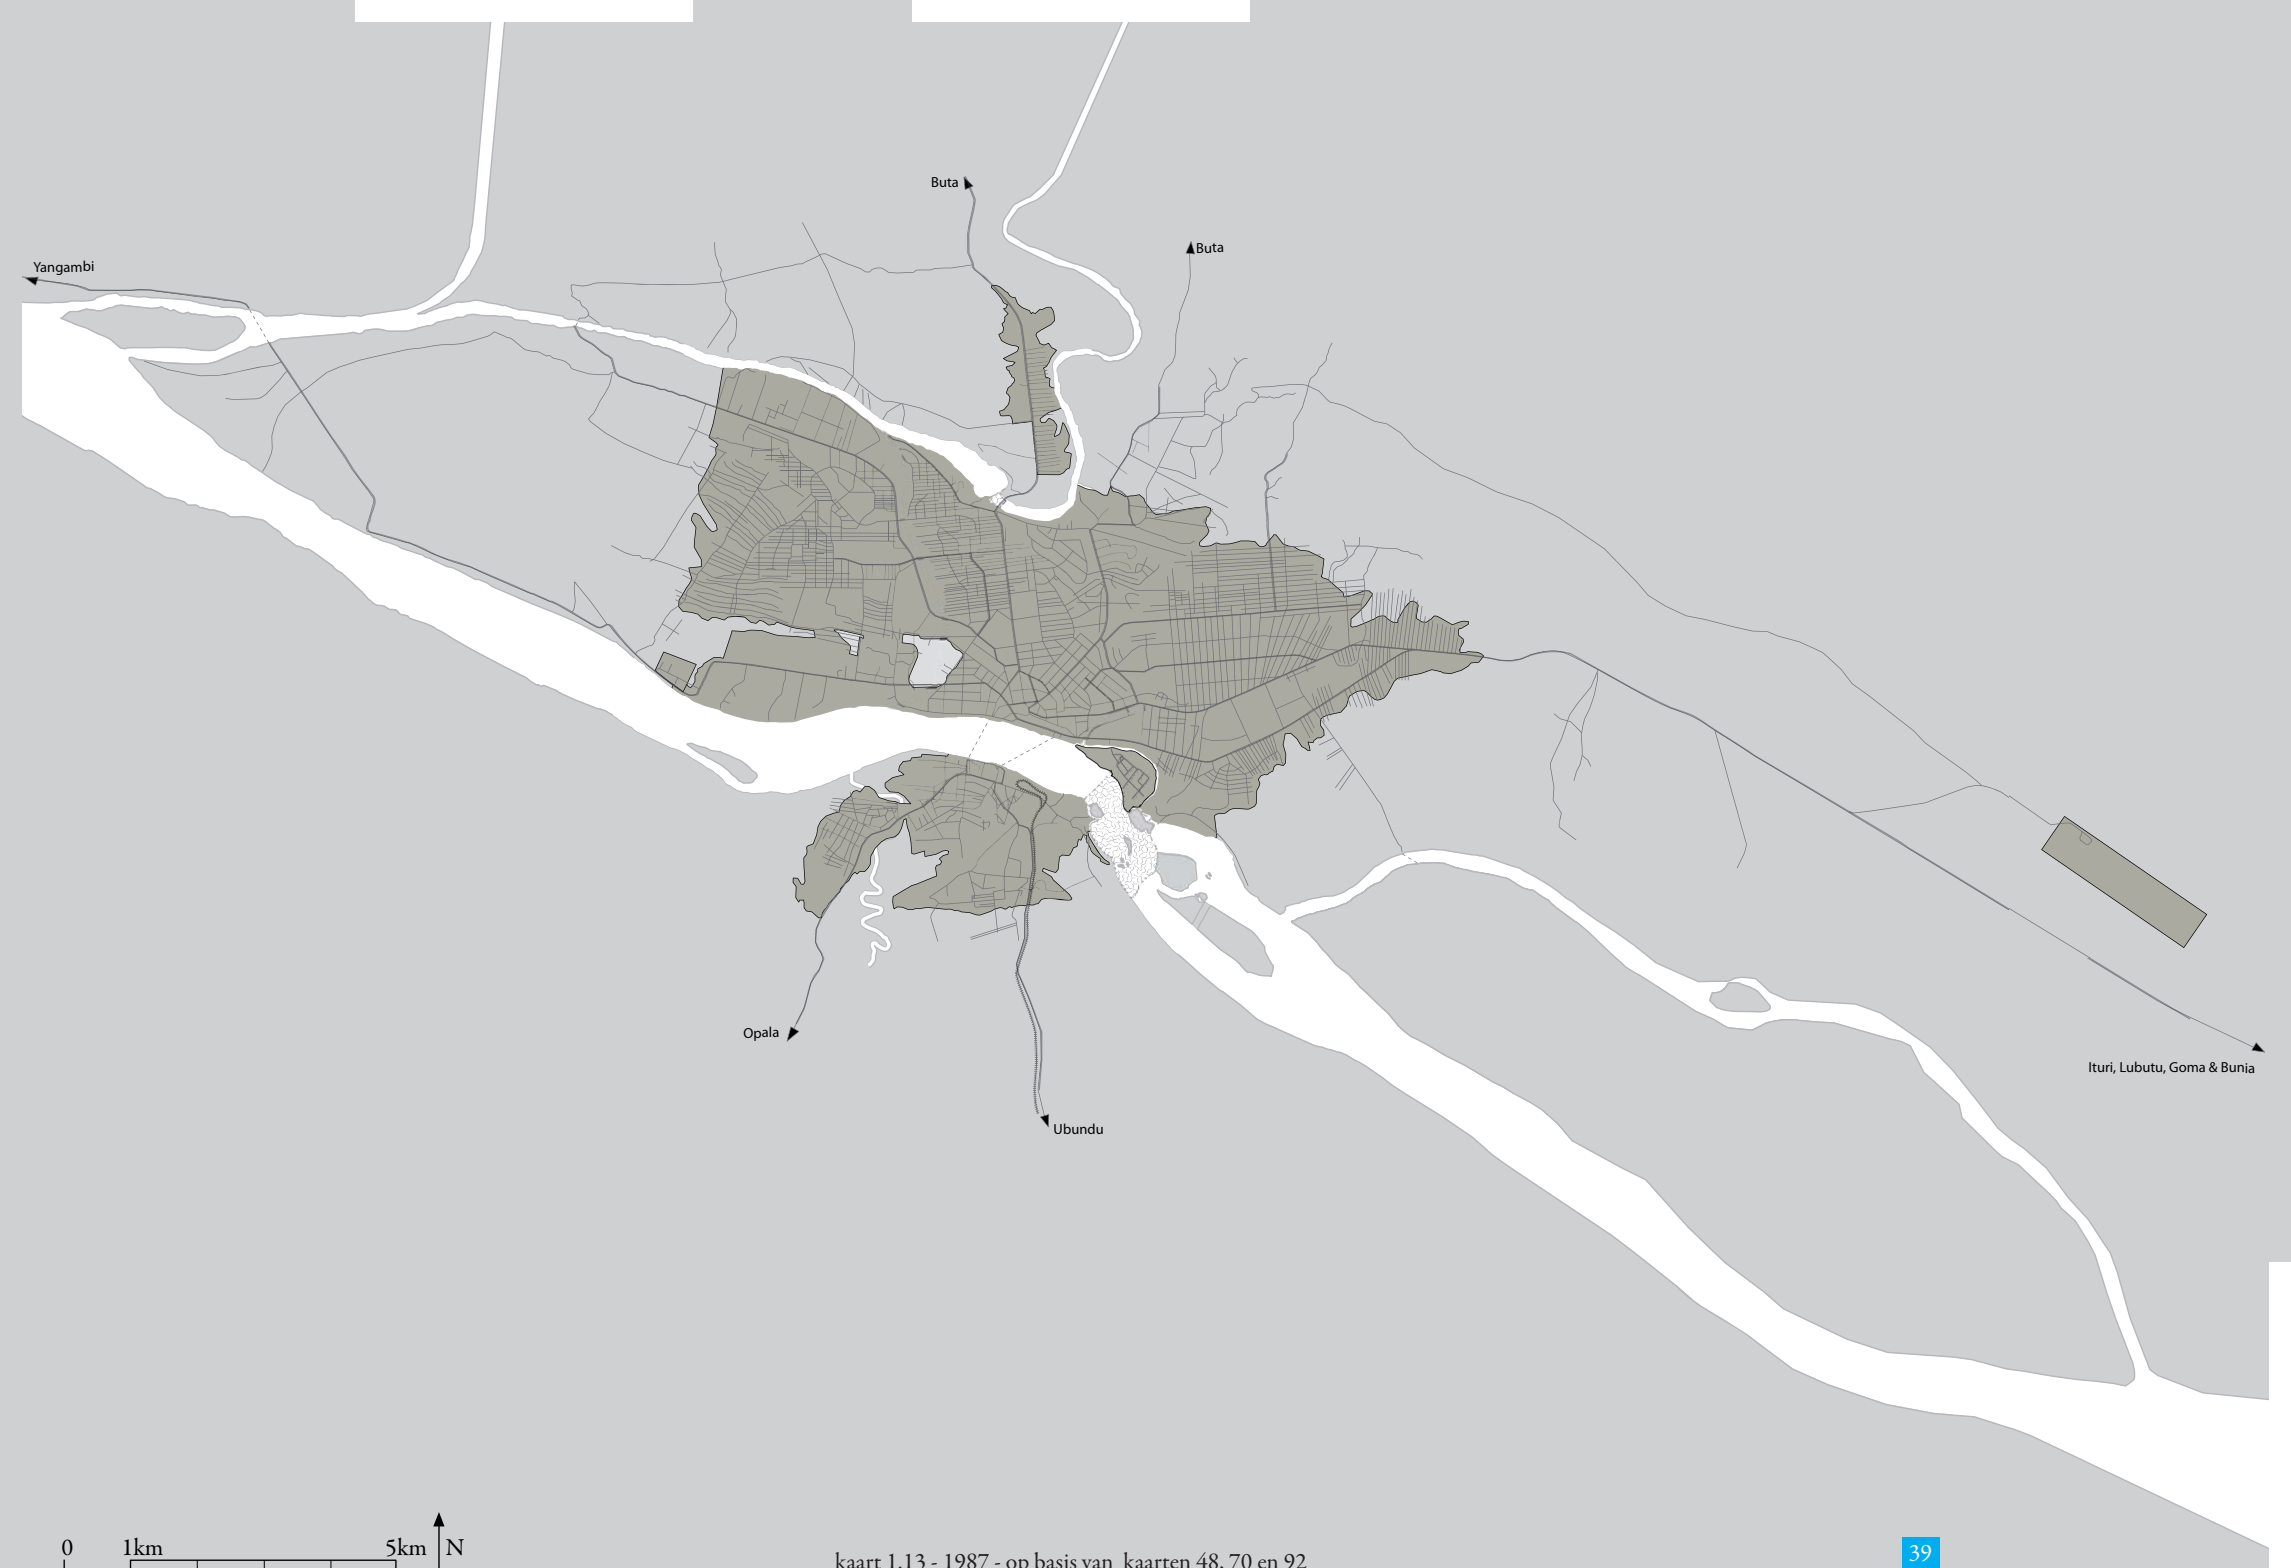 Buta
Buta
Yangambi
Opala
Ituri, Lubutu, Goma & Bunia
Ubundu
0 1km 5km N
kaart 1.13 - 1987 - op basis van kaarten 48, 70 en 92
39